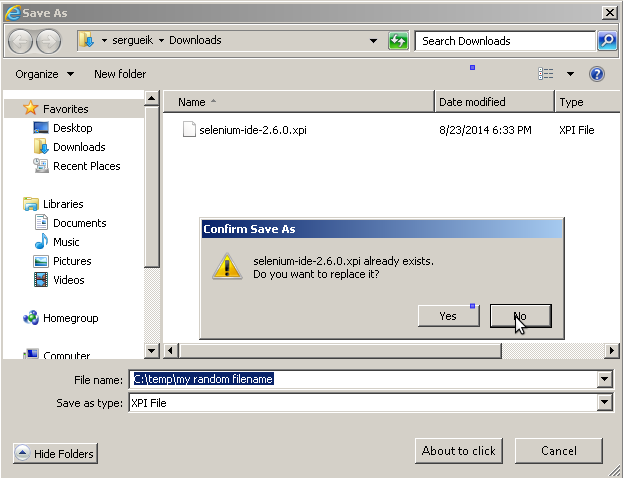 Save As
sergueik Downloads
Search Downloads
Organize New folder
Name Date modified Type
Favorites
Desktop
Downloads
Recent Places
Libraries
Documents
Music
Pictures
Videos
Homegroup
Computer
selenium-ide-2.6.0.xpi 8/23/2014 6:33 PM XPI File
Confirm Save As
selenium-ide-2.6.0.xpi already exists.
Do you want to replace it?
Yes No
File name: C:\temp\my random filename
Save as type: XPI File
Hide Folders About to click Cancel